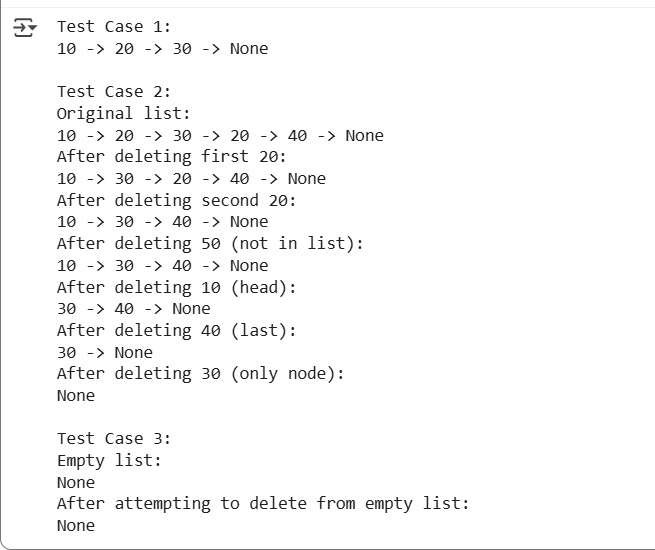 Test Case 1:
10 -> 20 -> 30 -> None

Test Case 2:
Original list:
10 -> 20 -> 30 -> 20 -> 40 -> None
After deleting first 20:
10 -> 30 -> 20 -> 40 -> None
After deleting second 20:
10 -> 30 -> 40 -> None
After deleting 50 (not in list):
10 -> 30 -> 40 -> None
After deleting 10 (head):
30 -> 40 -> None
After deleting 40 (last):
30 -> None
After deleting 30 (only node):
None

Test Case 3:
Empty list:
None
After attempting to delete from empty list:
None